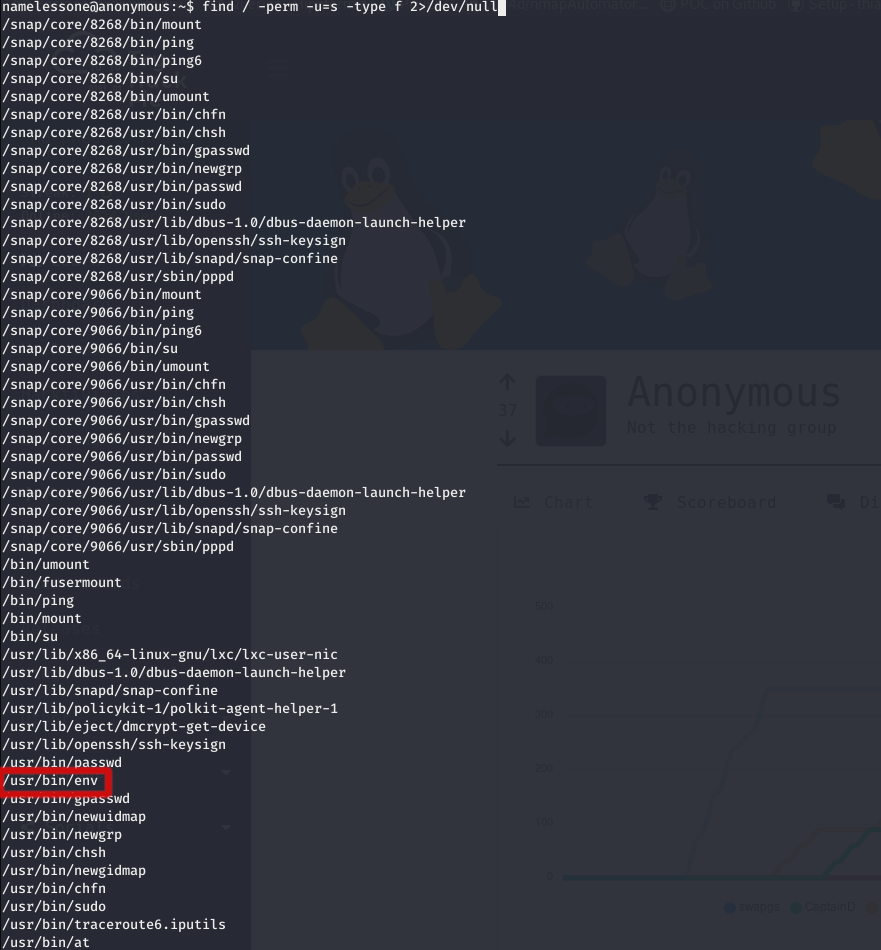 namelessone@anonymous:~$ find / -perm -u=s -type f 2>/dev/null
/snap/core/8268/bin/mount
/snap/core/8268/bin/ping
/snap/core/8268/bin/ping6
/snap/core/8268/bin/su
/snap/core/8268/bin/umount
/snap/core/8268/usr/bin/chfn
/snap/core/8268/usr/bin/chsh
/snap/core/8268/usr/bin/gpasswd
/snap/core/8268/usr/bin/newgrp
/snap/core/8268/usr/bin/passwd
/snap/core/8268/usr/bin/sudo
/snap/core/8268/usr/lib/dbus-1.0/dbus-daemon-launch-helper
/snap/core/8268/usr/lib/openssh/ssh-keysign
/snap/core/8268/usr/lib/snapd/snap-confine
/snap/core/8268/usr/sbin/pppd
/snap/core/9066/bin/mount
/snap/core/9066/bin/ping
/snap/core/9066/bin/ping6
/snap/core/9066/bin/su
/snap/core/9066/bin/umount
/snap/core/9066/usr/bin/chfn
/snap/core/9066/usr/bin/chsh
/snap/core/9066/usr/bin/gpasswd
/snap/core/9066/usr/bin/newgrp
/snap/core/9066/usr/bin/passwd
/snap/core/9066/usr/bin/sudo
/snap/core/9066/usr/lib/dbus-1.0/dbus-daemon-launch-helper
/snap/core/9066/usr/lib/openssh/ssh-keysign
/snap/core/9066/usr/lib/snapd/snap-confine
/snap/core/9066/usr/sbin/pppd
/bin/umount
/bin/fusermount
/bin/ping
/bin/mount
/bin/su
/usr/lib/x86_64-linux-gnu/lxc/lxc-user-nic
/usr/lib/dbus-1.0/dbus-daemon-launch-helper
/usr/lib/snapd/snap-confine
/usr/lib/policykit-1/polkit-agent-helper-1
/usr/lib/eject/dmcrypt-get-device
/usr/lib/openssh/ssh-keysign
/usr/bin/passwd
/usr/bin/env
/usr/bin/gpasswd
/usr/bin/newuidmap
/usr/bin/newgrp
/usr/bin/chsh
/usr/bin/newgidmap
/usr/bin/chfn
/usr/bin/sudo
/usr/bin/traceroute6.iputils
/usr/bin/at
POC on Github
Setup
37
Anonymous
Not the hacking group
Chart
Scoreboard
500
400
300
200
100
0